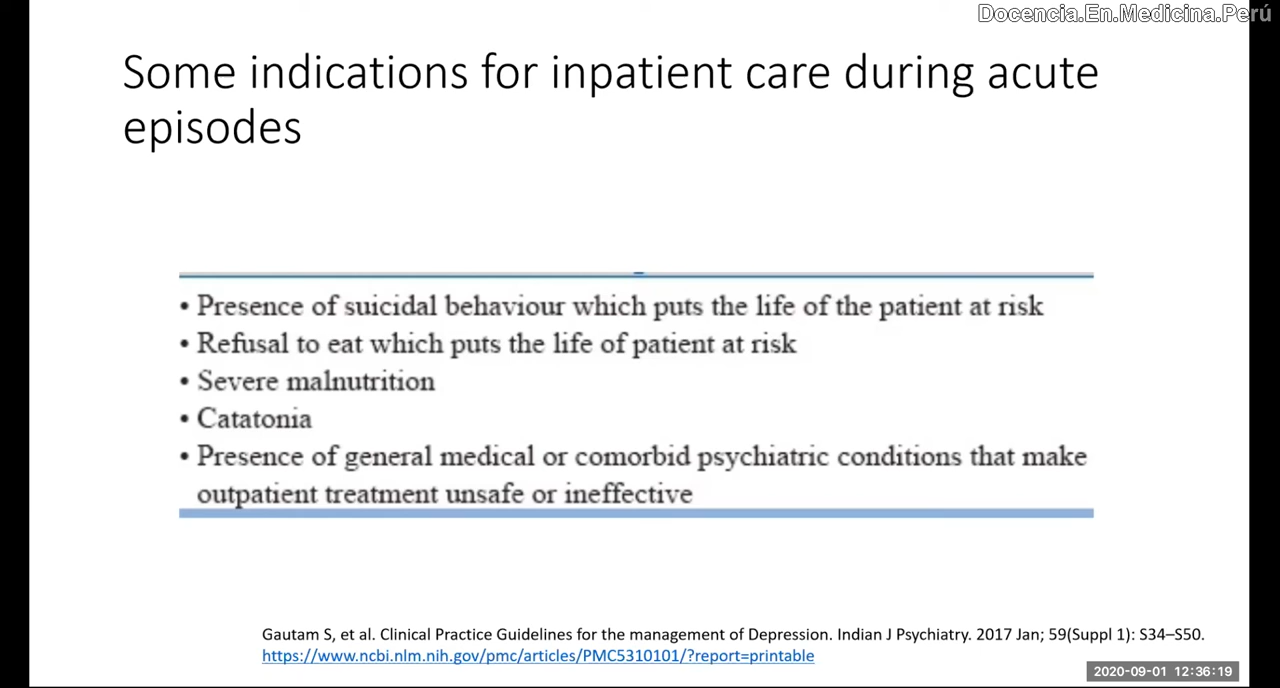 Docencia.En.Medicina.Perú
Some indications for inpatient care during acute
episodes
• Presence of suicidal behaviour which puts the life of the patient at risk
• Refusal to eat which puts the life of patient at risk
• Severe malnutrition
• Catatonia
• Presence of general medical or comorbid psychiatric conditions that make
outpatient treatment unsafe or ineffective
Gautam S, et al. Clinical Practice Guidelines for the management of Depression. Indian J Psychiatry. 2017 Jan; 59(Suppl 1): S34–S50.
https://www.ncbi.nlm.nih.gov/pmc/articles/PMC5310101/?report=printable
2020-09-01 12:36:19